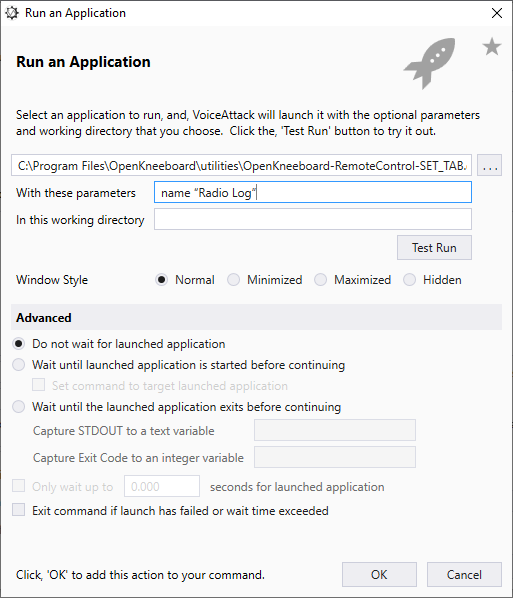 Run an Application
Run an Application
Select an application to run, and, VoiceAttack will launch it with the optional parameters
and working directory that you choose.  Click the, 'Test Run' button to try it out.
C:\Program Files\OpenKneeboard\utilities\OpenKneeboard-RemoteControl-SET_TAB.
...
With these parameters
name “Radio Log”
In this working directory
Test Run
Window Style
Normal
Minimized
Maximized
Hidden
Advanced
Do not wait for launched application
Wait until launched application is started before continuing
Set command to target launched application
Wait until the launched application exits before continuing
Capture STDOUT to a text variable
Capture Exit Code to an integer variable
Only wait up to
0.000
seconds for launched application
Exit command if launch has failed or wait time exceeded
Click, 'OK' to add this action to your command.
OK
Cancel